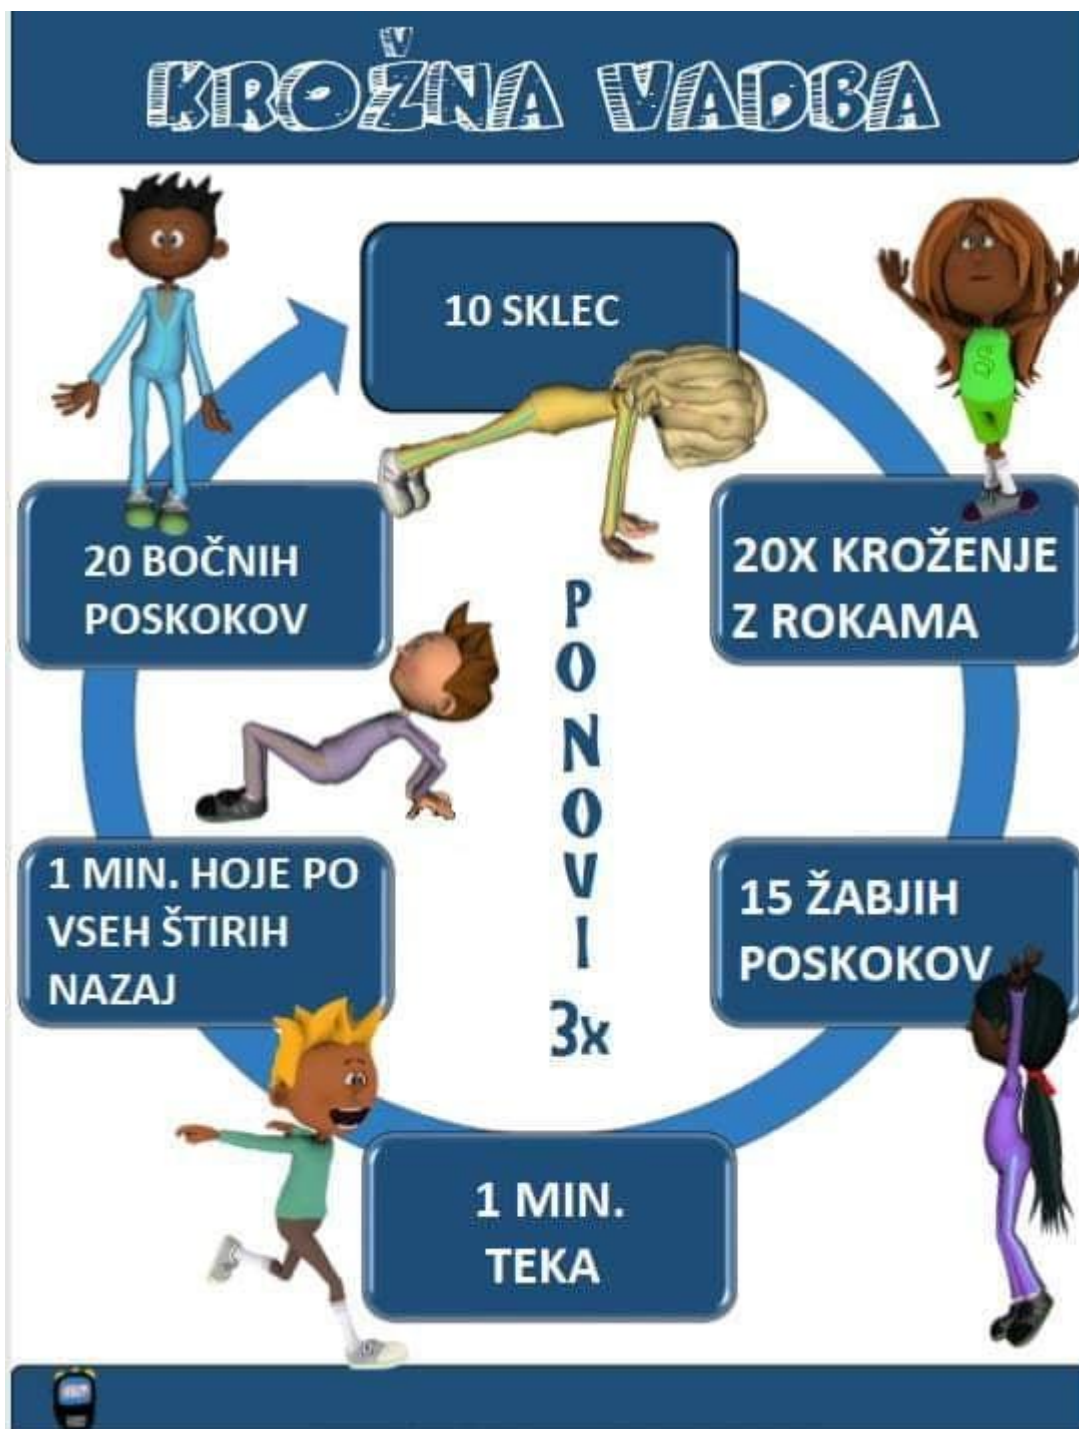 KROŽNA VADBA
10 SKLEC
20X KROŽENJE
Z ROKAMA
15 ŽABJIH
POSKOKOV
1 MIN.
TEKA
1 MIN. HOJE PO
VSEH ŠTIRIH
NAZAJ
20 BOČNIH
POSKOKOV
PONOVI
3x